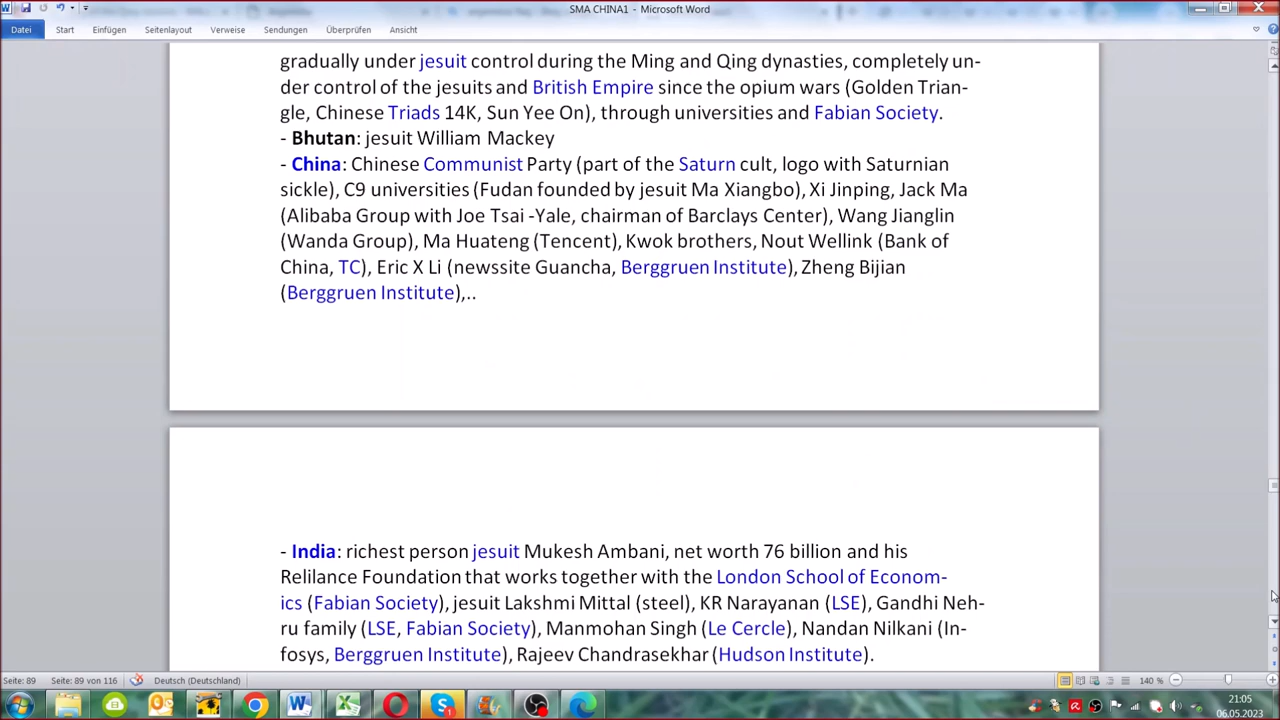 SMA CHINA1 - Microsoft Word
Datei Start Einfügen Seitenlayout Verweise Sendungen Überprüfen Ansicht
gradually under jesuit control during the Ming and Qing dynasties, completely un-
der control of the jesuits and British Empire since the opium wars (Golden Trian-
gle, Chinese Triads 14K, Sun Yee On), through universities and Fabian Society.
- Bhutan: jesuit William Mackey
- China: Chinese Communist Party (part of the Saturn cult, logo with Saturnian
sickle), C9 universities (Fudan founded by jesuit Ma Xiangbo), Xi Jinping, Jack Ma
(Alibaba Group with Joe Tsai -Yale, chairman of Barclays Center), Wang Jianglin
(Wanda Group), Ma Huateng (Tencent), Kwok brothers, Nout Wellink (Bank of
China, TC), Eric X Li (newssite Guancha, Berggruen Institute), Zheng Bijian
(Berggruen Institute),..
- India: richest person jesuit Mukesh Ambani, net worth 76 billion and his
Relilance Foundation that works together with the London School of Econom-
ics (Fabian Society), jesuit Lakshmi Mittal (steel), KR Narayanan (LSE), Gandhi Neh-
ru family (LSE, Fabian Society), Manmohan Singh (Le Cercle), Nandan Nilkani (In-
fosys, Berggruen Institute), Rajeev Chandrasekhar (Hudson Institute).
Seite: 89 Seite: 89 von 116 Deutsch (Deutschland) 140 %
21:05
06.05.2023